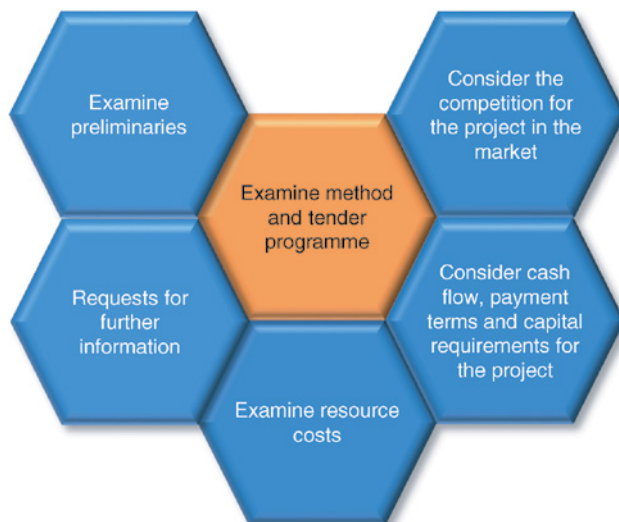 Examine
preliminaries
Consider the
competition for
the project in the
market
Examine method
and tender
programme
Requests for
further
information
Consider cash
flow, payment
terms and capital
requirements for
the project
Examine resource
costs